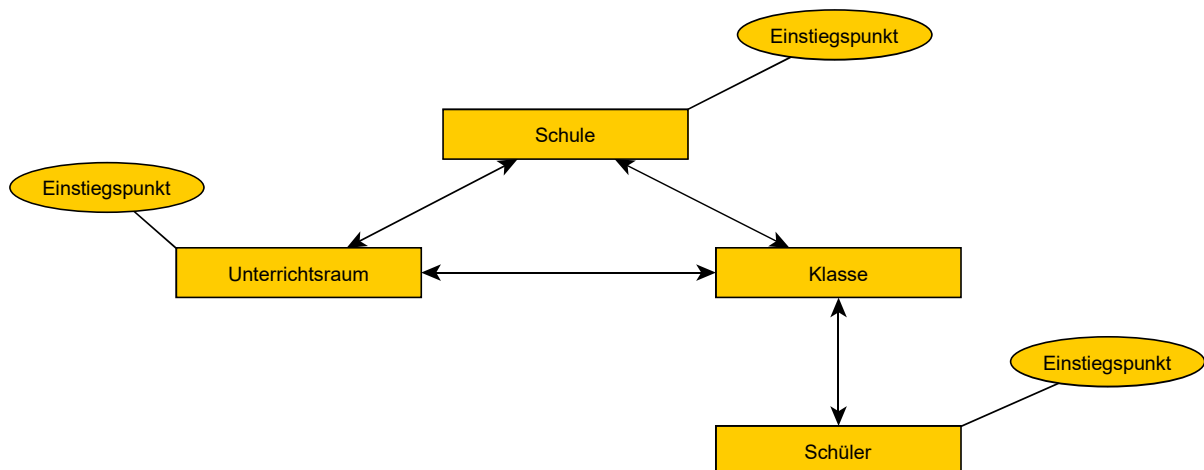 Einstiegspunkt
Schule
Einstiegspunkt
Unterrichtsraum
Klasse
Einstiegspunkt
Schüler